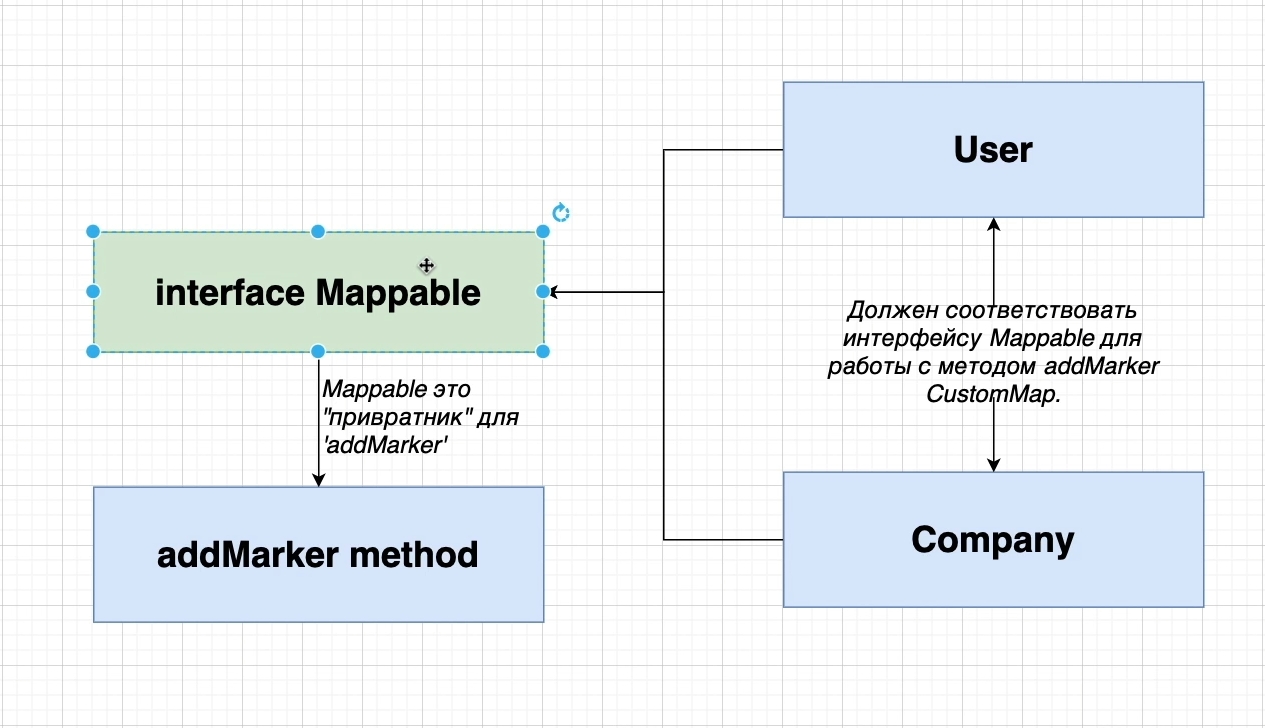 User
interface Mappable
Должен соответствовать
интерфейсу Mappable для
работы с методом addMarker
CustomMap.
Mappable это
"привратник" для
'addMarker'
addMarker method
Company